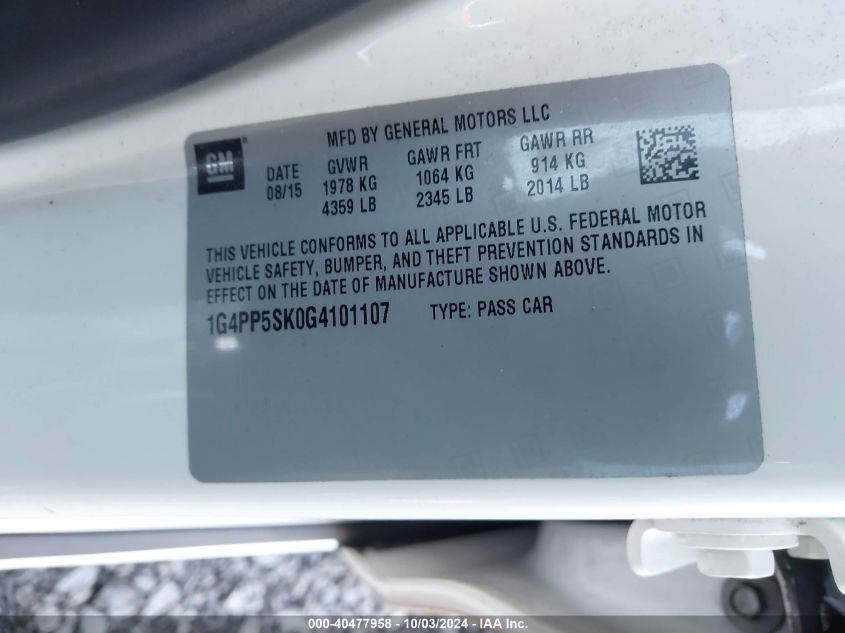 MFD BY GENERAL MOTORS LLC
GM®
DATE GVWR GAWR FRT GAWR RR
08/15 1978 KG 1064 KG 914 KG
4359 LB 2345 LB 2014 LB
THIS VEHICLE CONFORMS TO ALL APPLICABLE U.S. FEDERAL MOTOR
VEHICLE SAFETY, BUMPER, AND THEFT PREVENTION STANDARDS IN
EFFECT ON THE DATE OF MANUFACTURE SHOWN ABOVE.
1G4PP5SK0G4101107 TYPE: PASS CAR
000-40477958 - 10/03/2024 - IAA Inc.